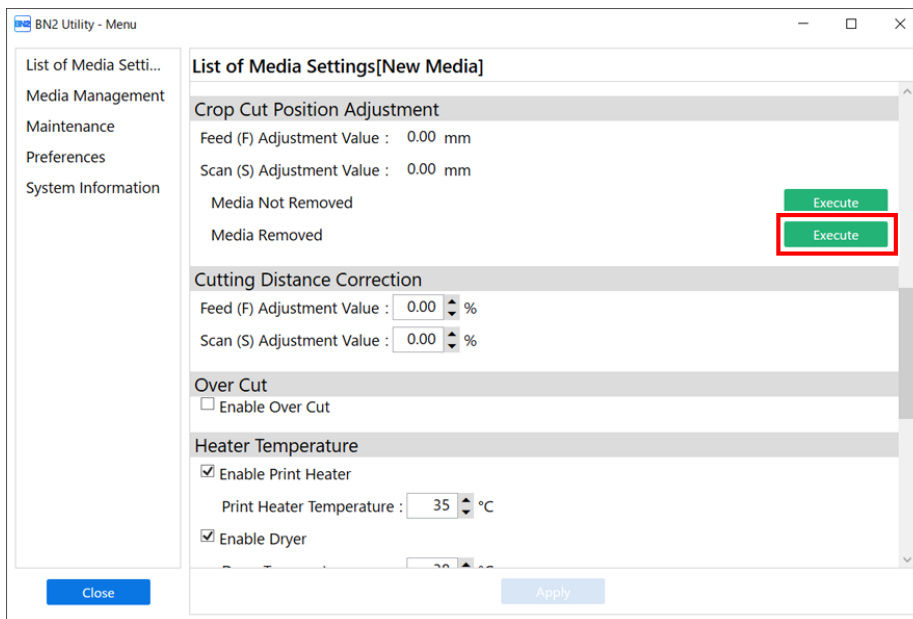 BN2 BN2 Utility - Menu
List of Media Setti...
Media Management
Maintenance
Preferences
System Information
List of Media Settings[New Media]
Crop Cut Position Adjustment
Feed (F) Adjustment Value : 0.00 mm
Scan (S) Adjustment Value : 0.00 mm
Media Not Removed Execute
Media Removed Execute
Cutting Distance Correction
Feed (F) Adjustment Value : 0.00 %
Scan (S) Adjustment Value : 0.00 %
Over Cut
Enable Over Cut
Heater Temperature
Enable Print Heater
Print Heater Temperature : 35 °C
Enable Dryer
Close
Apply